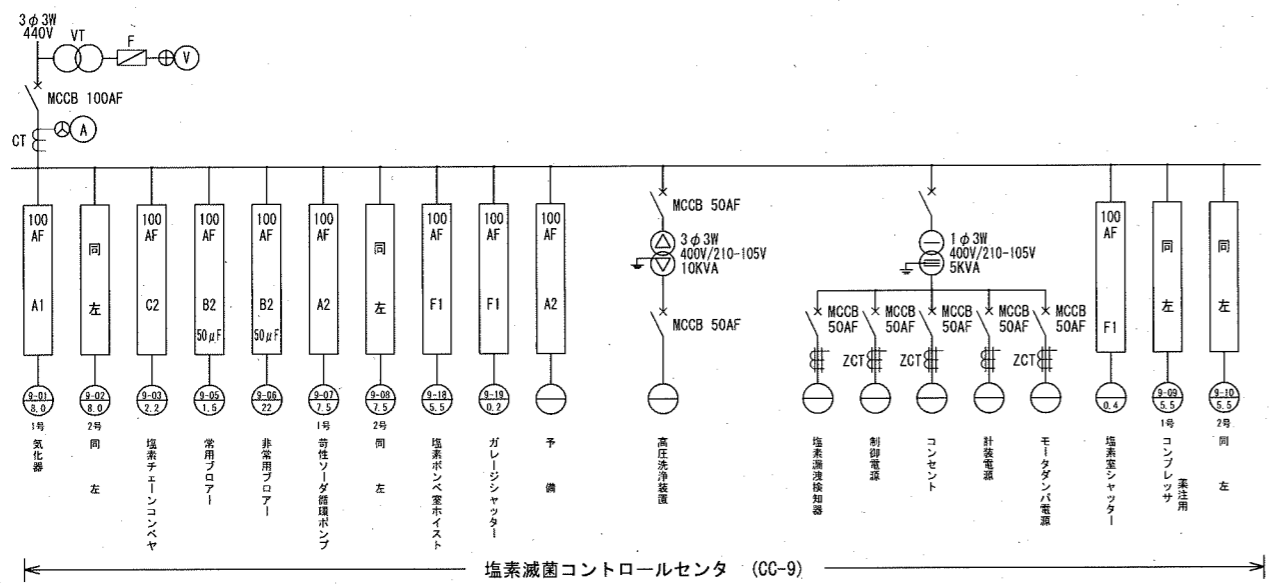 3φ3W
440V
VT
F
V
MCCB 100AF
CT
A
100
AF
A1
同
左
100
AF
C2
100
AF
B2
50μF
100
AF
B2
50μF
100
AF
A2
同
左
100
AF
F1
100
AF
F1
100
AF
A2
MCCB 50AF
3φ3W
400V/210-105V
10KVA
MCCB 50AF
1φ3W
400V/210-105V
5KVA
MCCB
50AF
MCCB
50AF
MCCB
50AF
MCCB
50AF
MCCB
50AF
ZCT
ZCT
ZCT
100
AF
F1
同
左
同
左
9-01
8.0
9-02
8.0
9-03
2.2
9-05
1.5
9-06
22
9-07
7.5
9-08
7.5
9-18
5.5
9-19
0.2
0.4
9-09
5.5
9-10
5.5
1号
気化器
2号
同左
塩素チェーンコンベヤ
常用ブロアー
非常用ブロアー
1号
苛性ソーダ循環ポンプ
2号
同左
塩素ボンベ室ホイスト
ガレージシャッター
予備
高圧洗浄装置
塩素漏洩検知器
制御電源
コンセント
計装電源
モータダンパ電源
塩素室シャッター
1号
薬注用
コンプレッサ
2号
同左
塩素滅菌コントロールセンタ (CC-9)